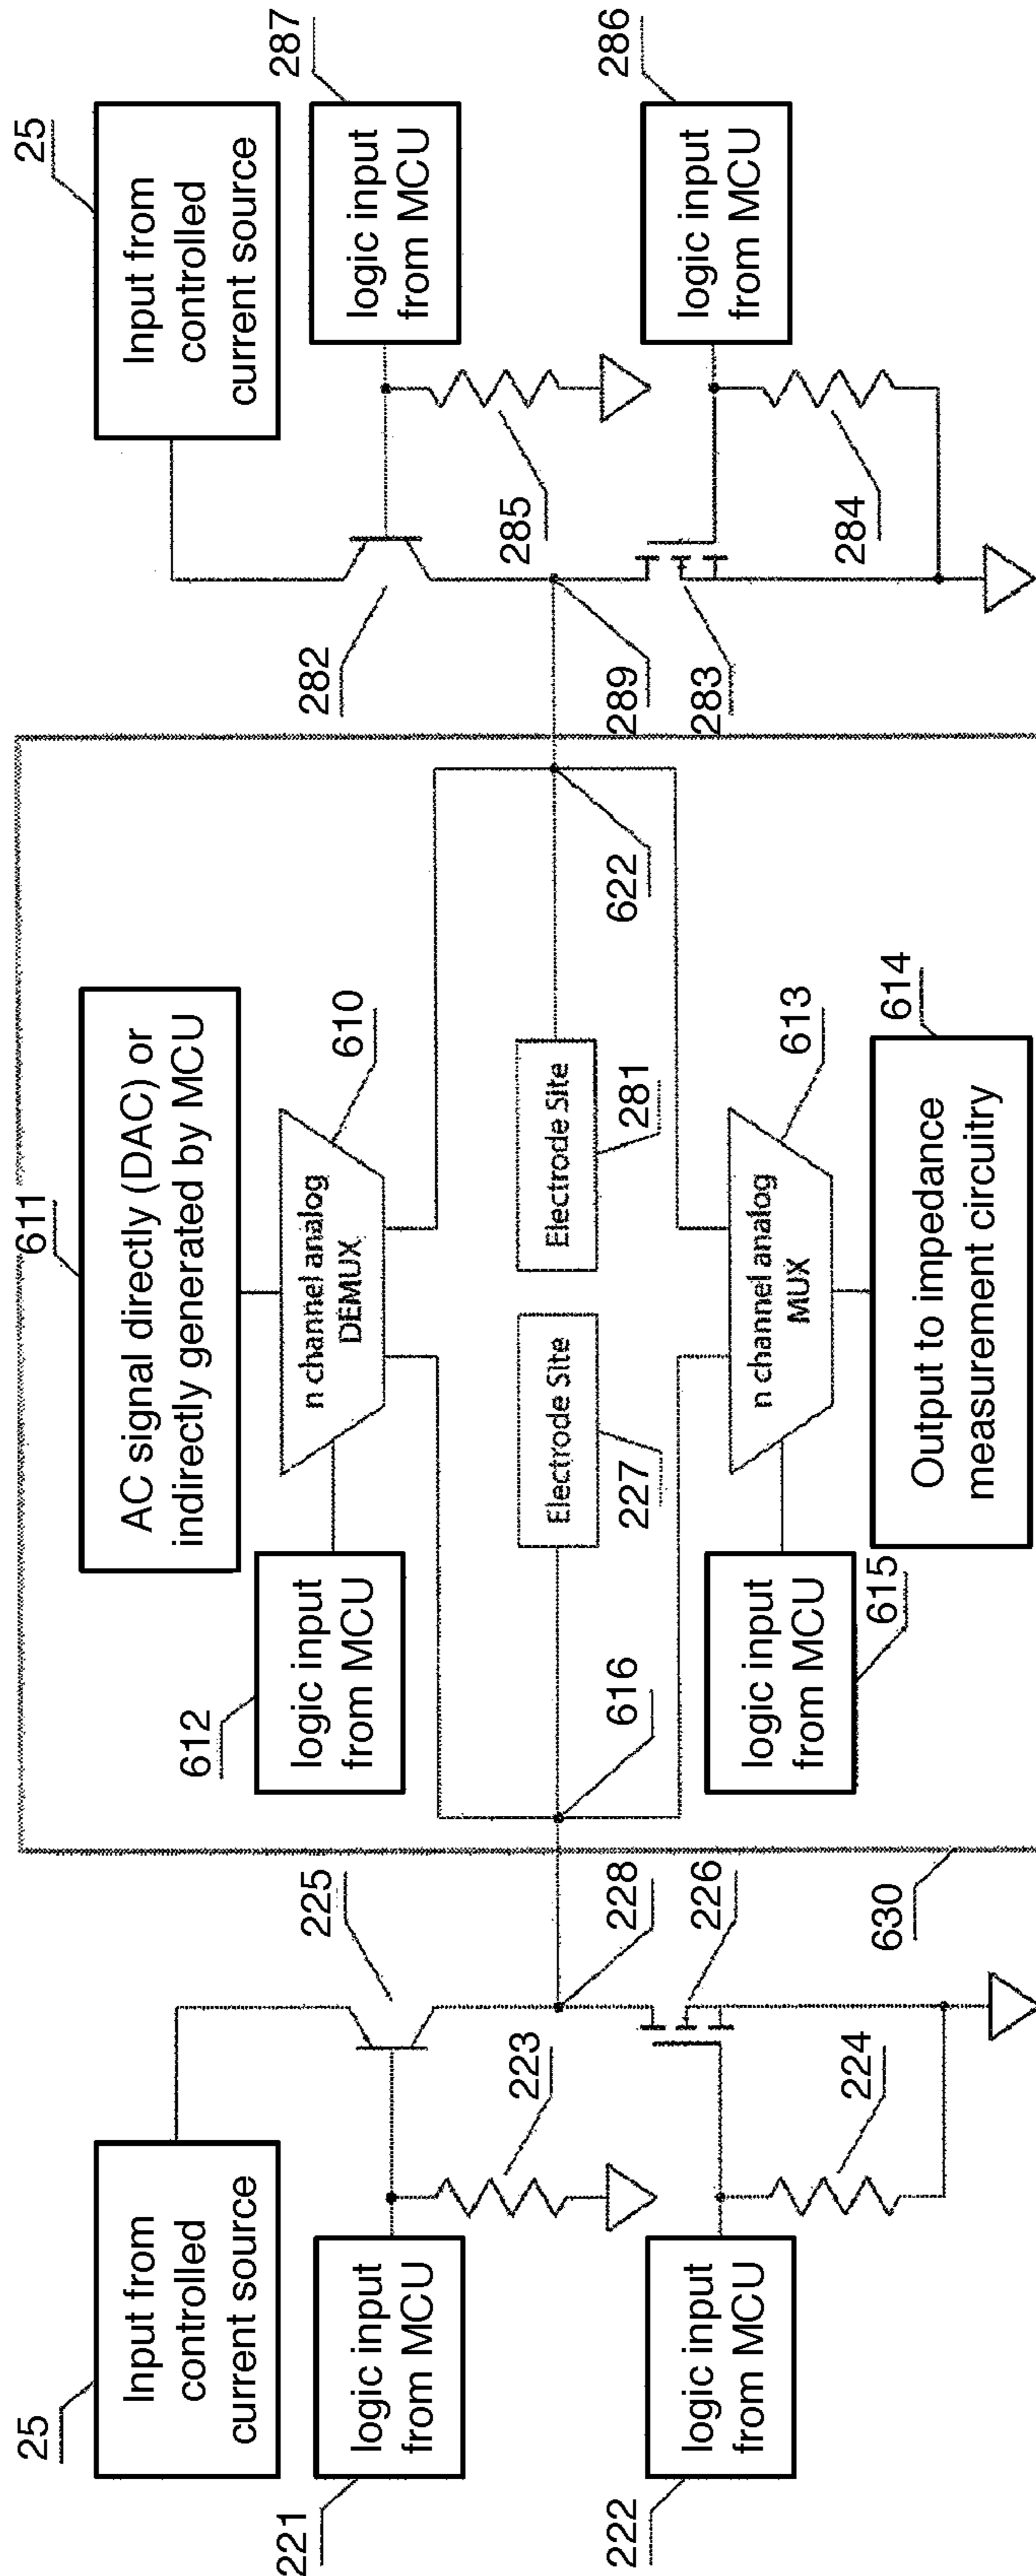 25
Input from
controlled
current source
221
logic input
from MCU
223
225
222
logic input
from MCU
224
226
228
630
611
AC signal directly (DAC) or
indirectly generated by MCU
612
logic input
from MCU
n channel analog
DEMUX
610
616
Electrode Site
227
Electrode Site
281
622
logic input
from MCU
615
n channel analog
MUX
613
Output to impedance
measurement circuitry
614
25
Input from
controlled
current source
282
287
logic input
from MCU
285
289
283
286
logic input
from MCU
284